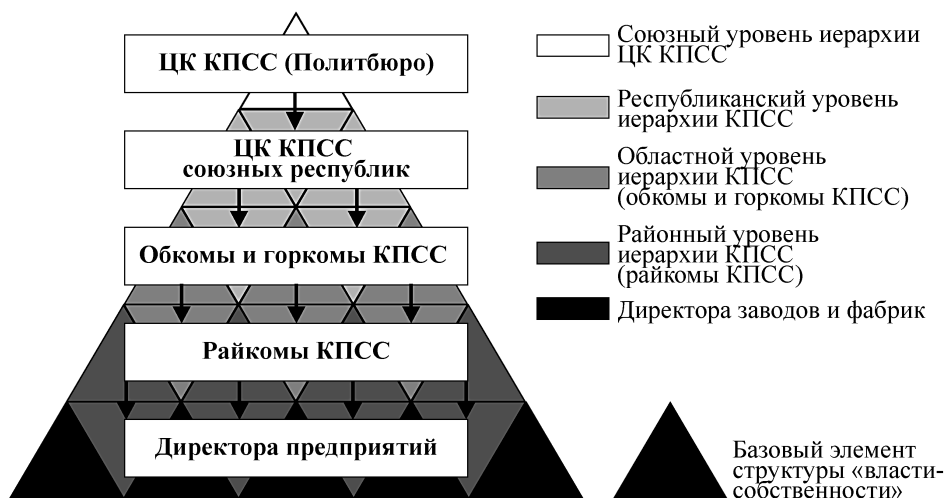 ЦК КПСС (Политбюро)
ЦК КПСС
союзных республик
Обкомы и горкомы КПСС
Райкомы КПСС
Директора предприятий
Союзный уровень иерархии
ЦК КПСС
Республиканский уровень
иерархии КПСС
Областной уровень
иерархии КПСС
(обкомы и горкомы КПСС)
Районный уровень
иерархии КПСС
(райкомы КПСС)
Директора заводов и фабрик
Базовый элемент
структуры «власти-
собственности»